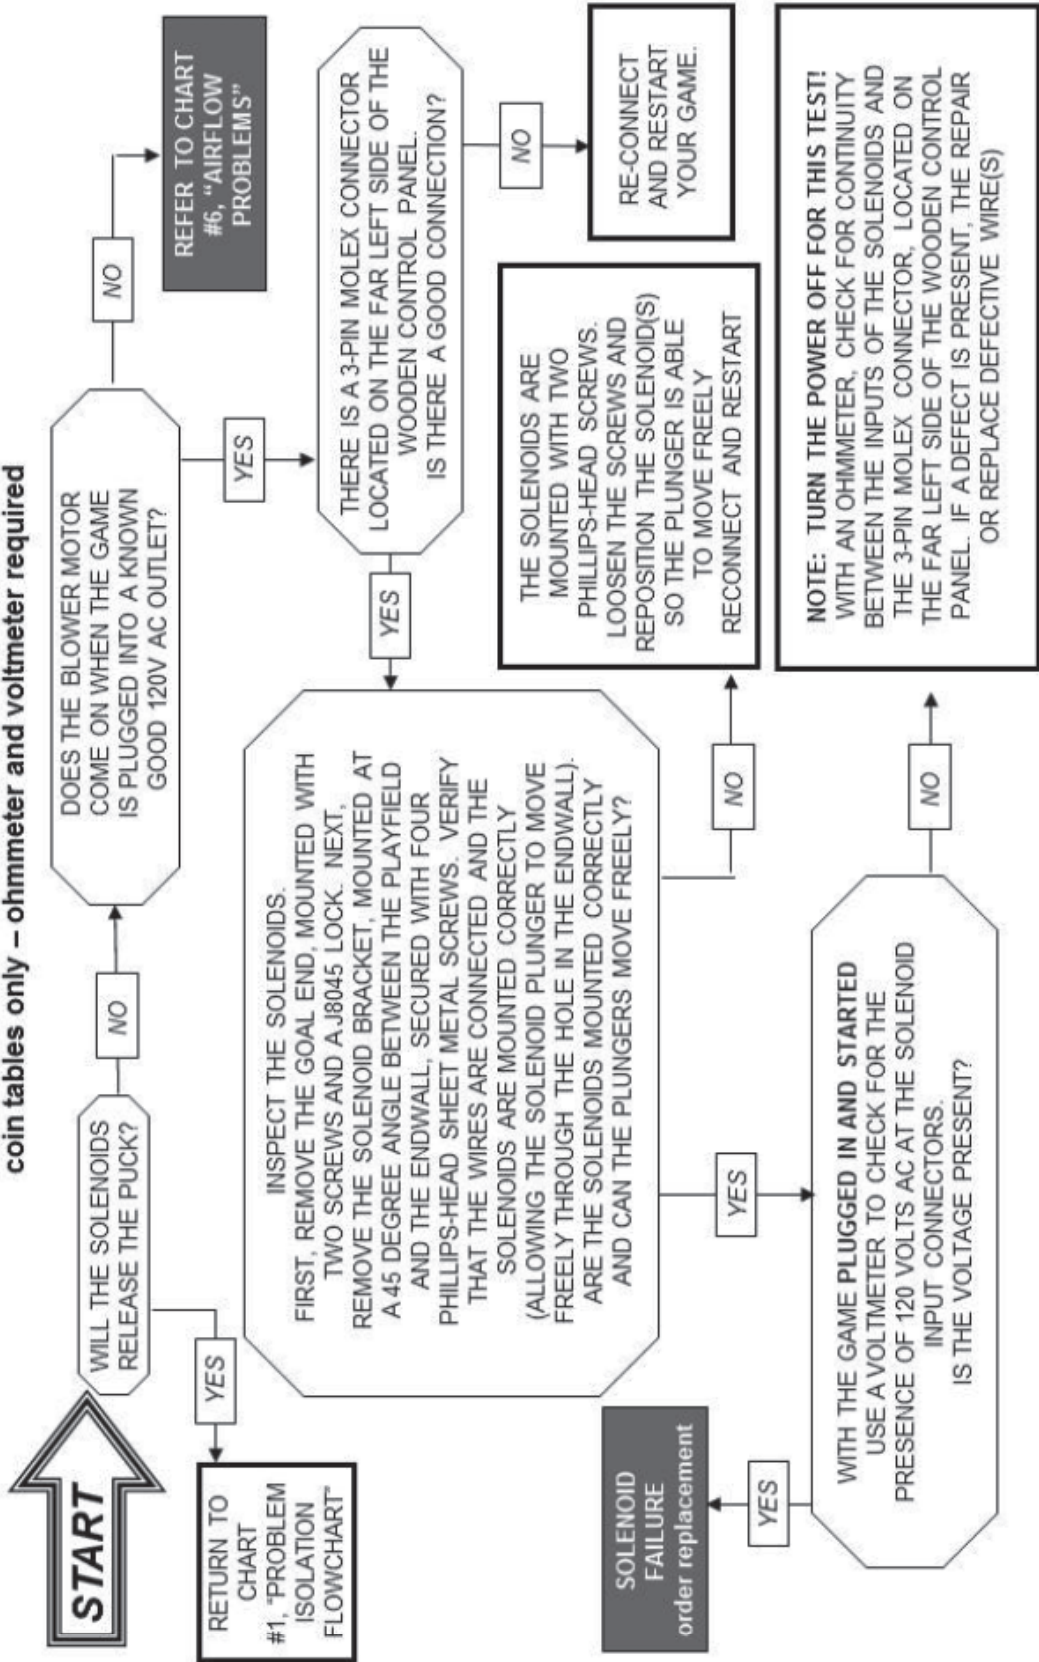 coin tables only – ohmmeter and voltmeter required
START
WILL THE SOLENOIDS
RELEASE THE PUCK?
NO
YES
RETURN TO
CHART
#1, "PROBLEM
ISOLATION
FLOWCHART"
DOES THE BLOWER MOTOR
COME ON WHEN THE GAME
IS PLUGGED INTO A KNOWN
GOOD 120V AC OUTLET?
NO
REFER TO CHART
#6, "AIRFLOW
PROBLEMS"
YES
THERE IS A 3-PIN MOLEX CONNECTOR
LOCATED ON THE FAR LEFT SIDE OF THE
WOODEN CONTROL PANEL.
IS THERE A GOOD CONNECTION?
NO
RE-CONNECT
AND RESTART
YOUR GAME.
YES
INSPECT THE SOLENOIDS.
FIRST, REMOVE THE GOAL END, MOUNTED WITH
TWO SCREWS AND A J8045 LOCK. NEXT,
REMOVE THE SOLENOID BRACKET, MOUNTED AT
A 45 DEGREE ANGLE BETWEEN THE PLAYFIELD
AND THE ENDWALL, SECURED WITH FOUR
PHILLIPS-HEAD SHEET METAL SCREWS. VERIFY
THAT THE WIRES ARE CONNECTED AND THE
SOLENOIDS ARE MOUNTED CORRECTLY
(ALLOWING THE SOLENOID PLUNGER TO MOVE
FREELY THROUGH THE HOLE IN THE ENDWALL).
ARE THE SOLENOIDS MOUNTED CORRECTLY
AND CAN THE PLUNGERS MOVE FREELY?
NO
THE SOLENOIDS ARE
MOUNTED WITH TWO
PHILLIPS-HEAD SCREWS.
LOOSEN THE SCREWS AND
REPOSITION THE SOLENOID(S)
SO THE PLUNGER IS ABLE
TO MOVE FREELY
RECONNECT AND RESTART
YES
WITH THE GAME PLUGGED IN AND STARTED
USE A VOLTMETER TO CHECK FOR THE
PRESENCE OF 120 VOLTS AC AT THE SOLENOID
INPUT CONNECTORS.
IS THE VOLTAGE PRESENT?
YES
SOLENOID
FAILURE
order replacement
NO
NOTE: TURN THE POWER OFF FOR THIS TEST!
WITH AN OHMMETER, CHECK FOR CONTINUITY
BETWEEN THE INPUTS OF THE SOLENOIDS AND
THE 3-PIN MOLEX CONNECTOR, LOCATED ON
THE FAR LEFT SIDE OF THE WOODEN CONTROL
PANEL. IF A DEFECT IS PRESENT, THE REPAIR
OR REPLACE DEFECTIVE WIRE(S)